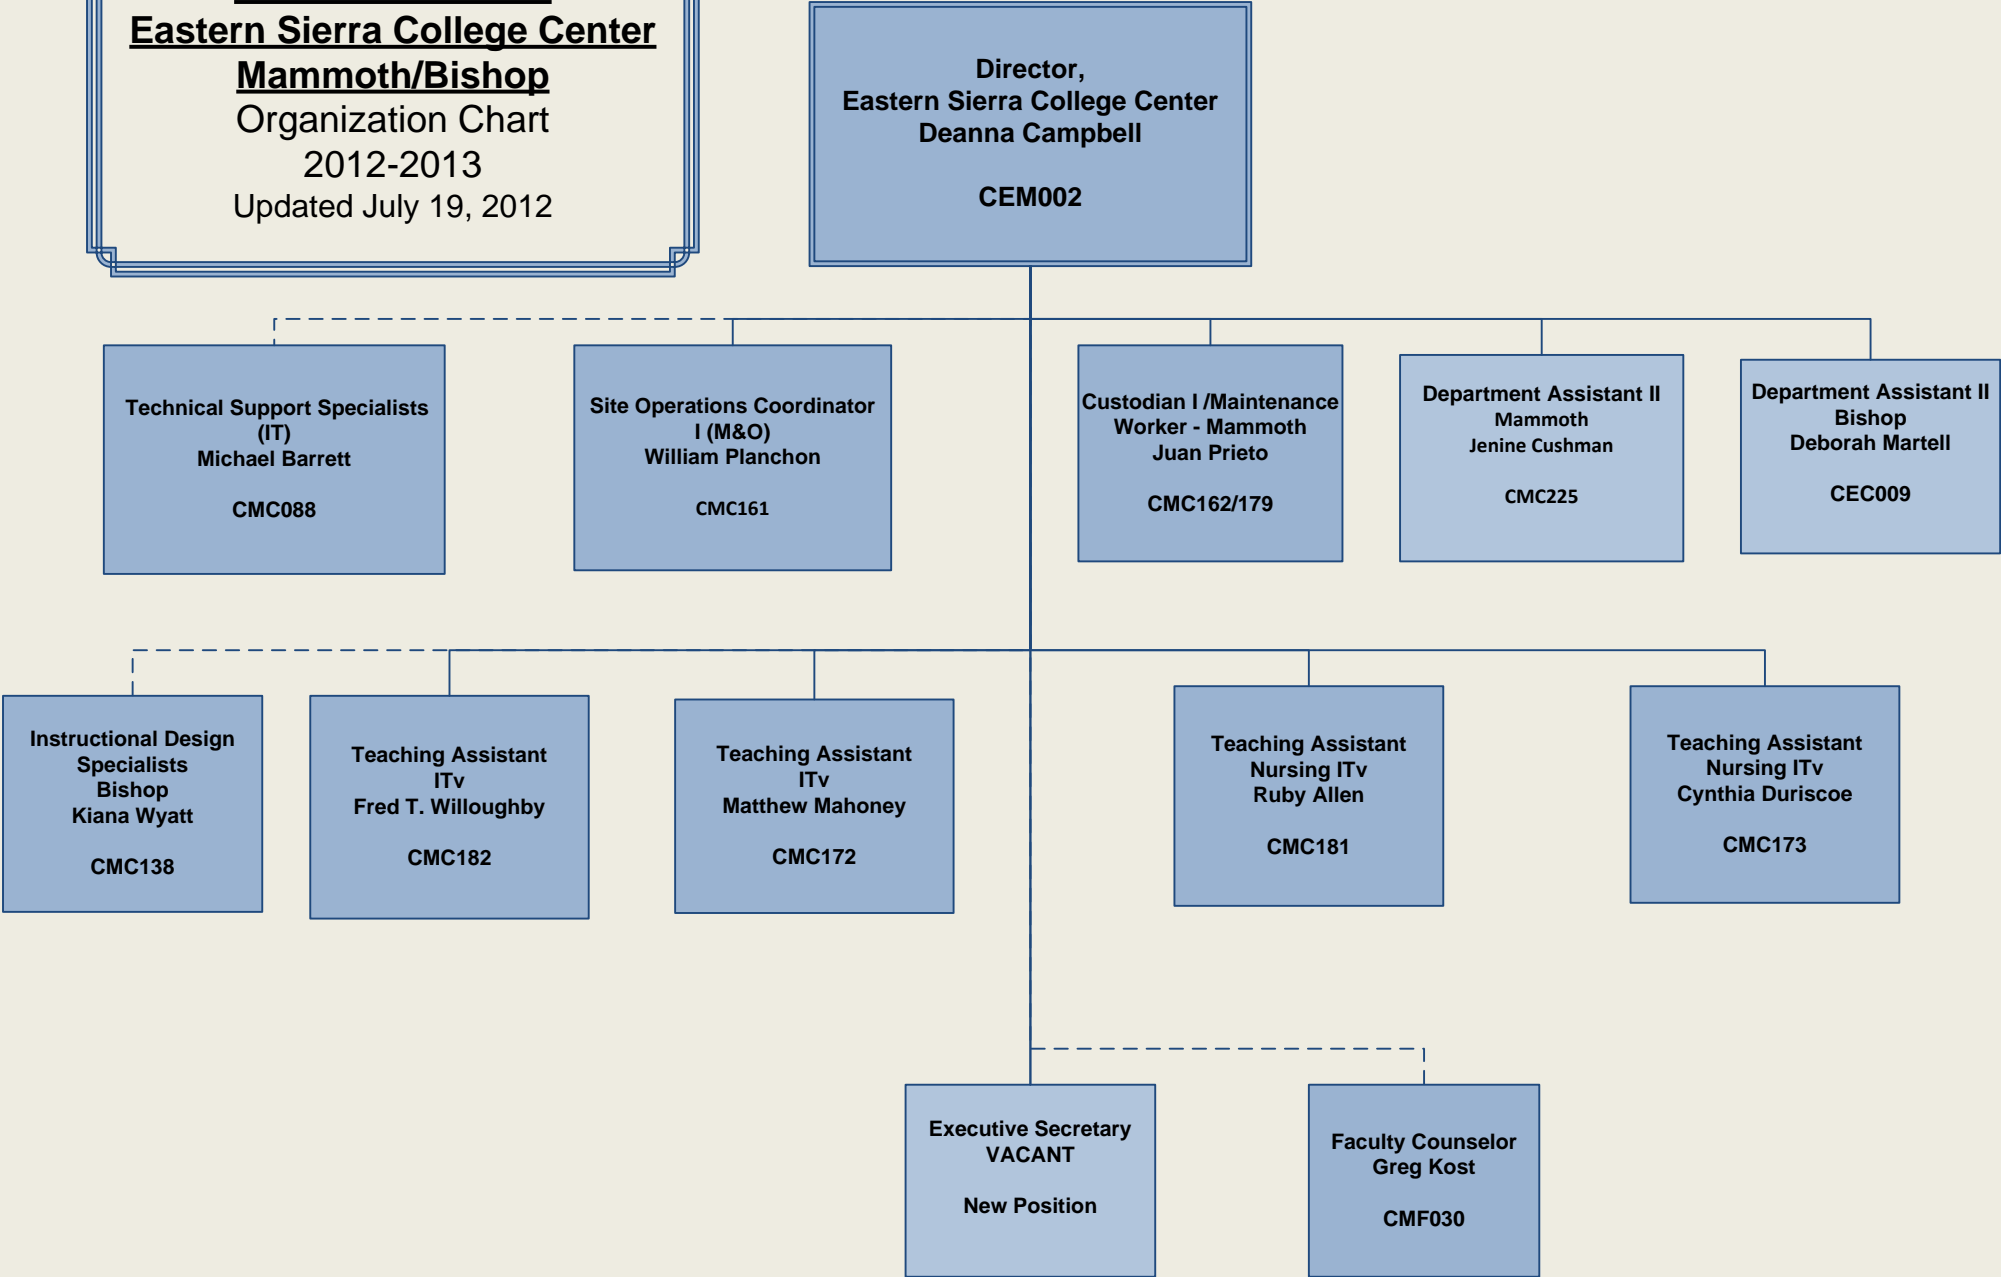 Eastern Sierra College Center
Mammoth/Bishop
Organization Chart
2012-2013
Updated July 19, 2012
Director,
Eastern Sierra College Center
Deanna Campbell
CEM002
Technical Support Specialists
(IT)
Michael Barrett
CMC088
Site Operations Coordinator
I (M&O)
William Planchon
CMC161
Custodian I /Maintenance
Worker - Mammoth
Juan Prieto
CMC162/179
Department Assistant II
Mammoth
Jenine Cushman
CMC225
Department Assistant II
Bishop
Deborah Martell
CEC009
Instructional Design
Specialists
Bishop
Kiana Wyatt
CMC138
Teaching Assistant
ITv
Fred T. Willoughby
CMC182
Teaching Assistant
ITv
Matthew Mahoney
CMC172
Teaching Assistant
Nursing ITv
Ruby Allen
CMC181
Teaching Assistant
Nursing ITv
Cynthia Duriscoe
CMC173
Executive Secretary
VACANT
New Position
Faculty Counselor
Greg Kost
CMF030